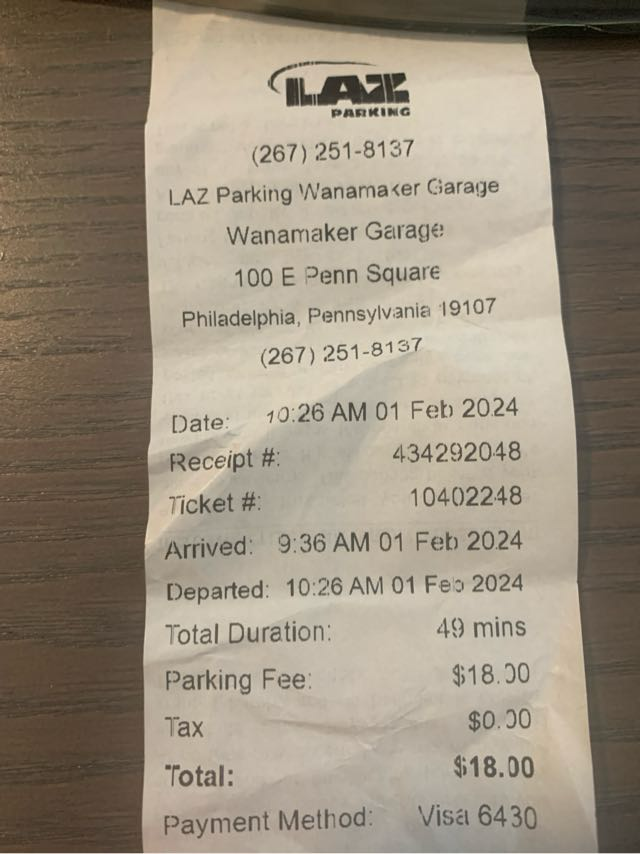 LAZ
PARKING
(267) 251-8137
LAZ Parking Wanamaker Garage
Wanamaker Garage
100 E Penn Square
Philadelphia, Pennsylvania 19107
(267) 251-8137
Date: 10:26 AM 01 Feb 2024
Receipt #: 434292048
Ticket #: 10402248
Arrived: 9:36 AM 01 Feb 2024
Departed: 10:26 AM 01 Feb 2024
Total Duration: 49 mins
Parking Fee: $18.00
Tax $0.00
Total: $18.00
Payment Method: Visa 6430